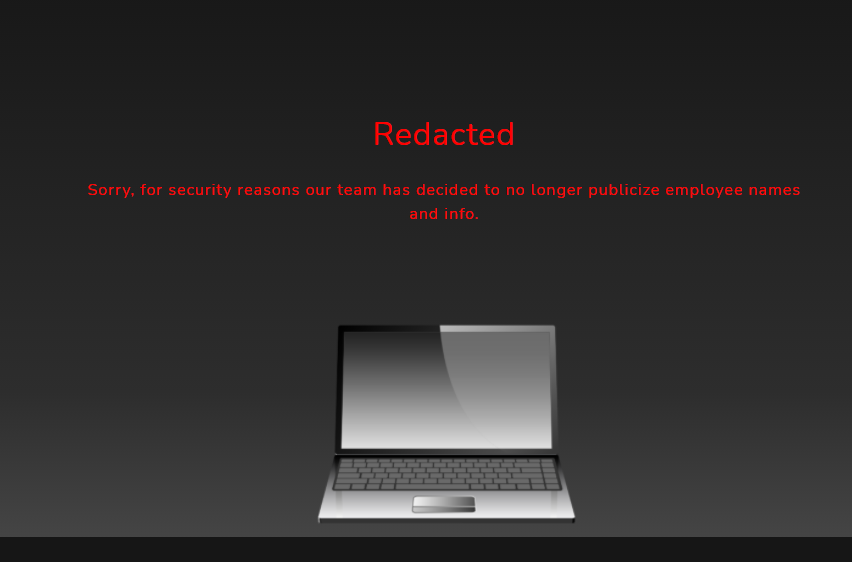 Redacted
Sorry, for security reasons our team has decided to no longer publicize employee names
and info.